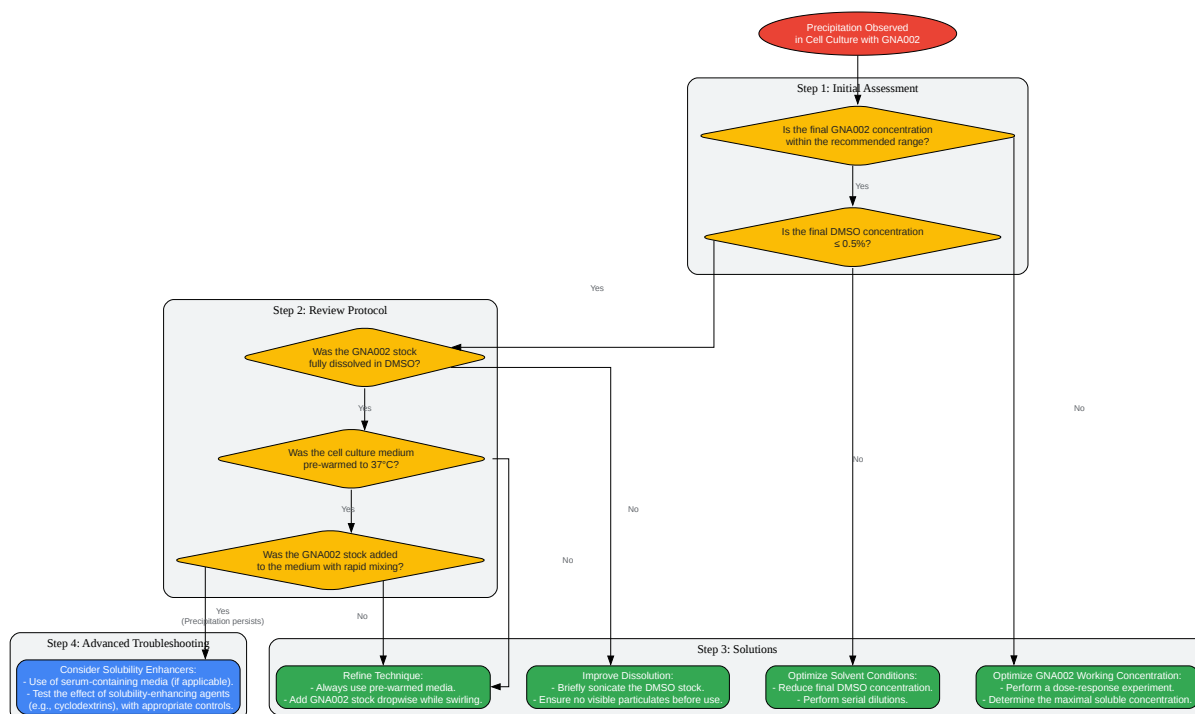 Precipitation Observed
in Cell Culture with GNA002
Step 1: Initial Assessment
Is the final GNA002 concentration
within the recommended range?
Yes
Is the final DMSO concentration
≤ 0.5%?
Yes
Step 2: Review Protocol
Was the GNA002 stock
fully dissolved in DMSO?
Yes
No
Was the cell culture medium
pre-warmed to 37°C?
No
Yes
No
Was the GNA002 stock added
to the medium with rapid mixing?
No
Yes
(Precipitation persists)
No
Step 4: Advanced Troubleshooting
Consider Solubility Enhancers:
- Use of serum-containing media (if applicable).
- Test the effect of solubility-enhancing agents
(e.g., cyclodextrins), with appropriate controls.
Step 3: Solutions
Refine Technique:
- Always use pre-warmed media.
- Add GNA002 stock dropwise while swirling.
Improve Dissolution:
- Briefly sonicate the DMSO stock.
- Ensure no visible particulates before use.
Optimize Solvent Conditions:
- Reduce final DMSO concentration.
- Perform serial dilutions.
Optimize GNA002 Working Concentration:
- Perform a dose-response experiment.
- Determine the maximal soluble concentration.